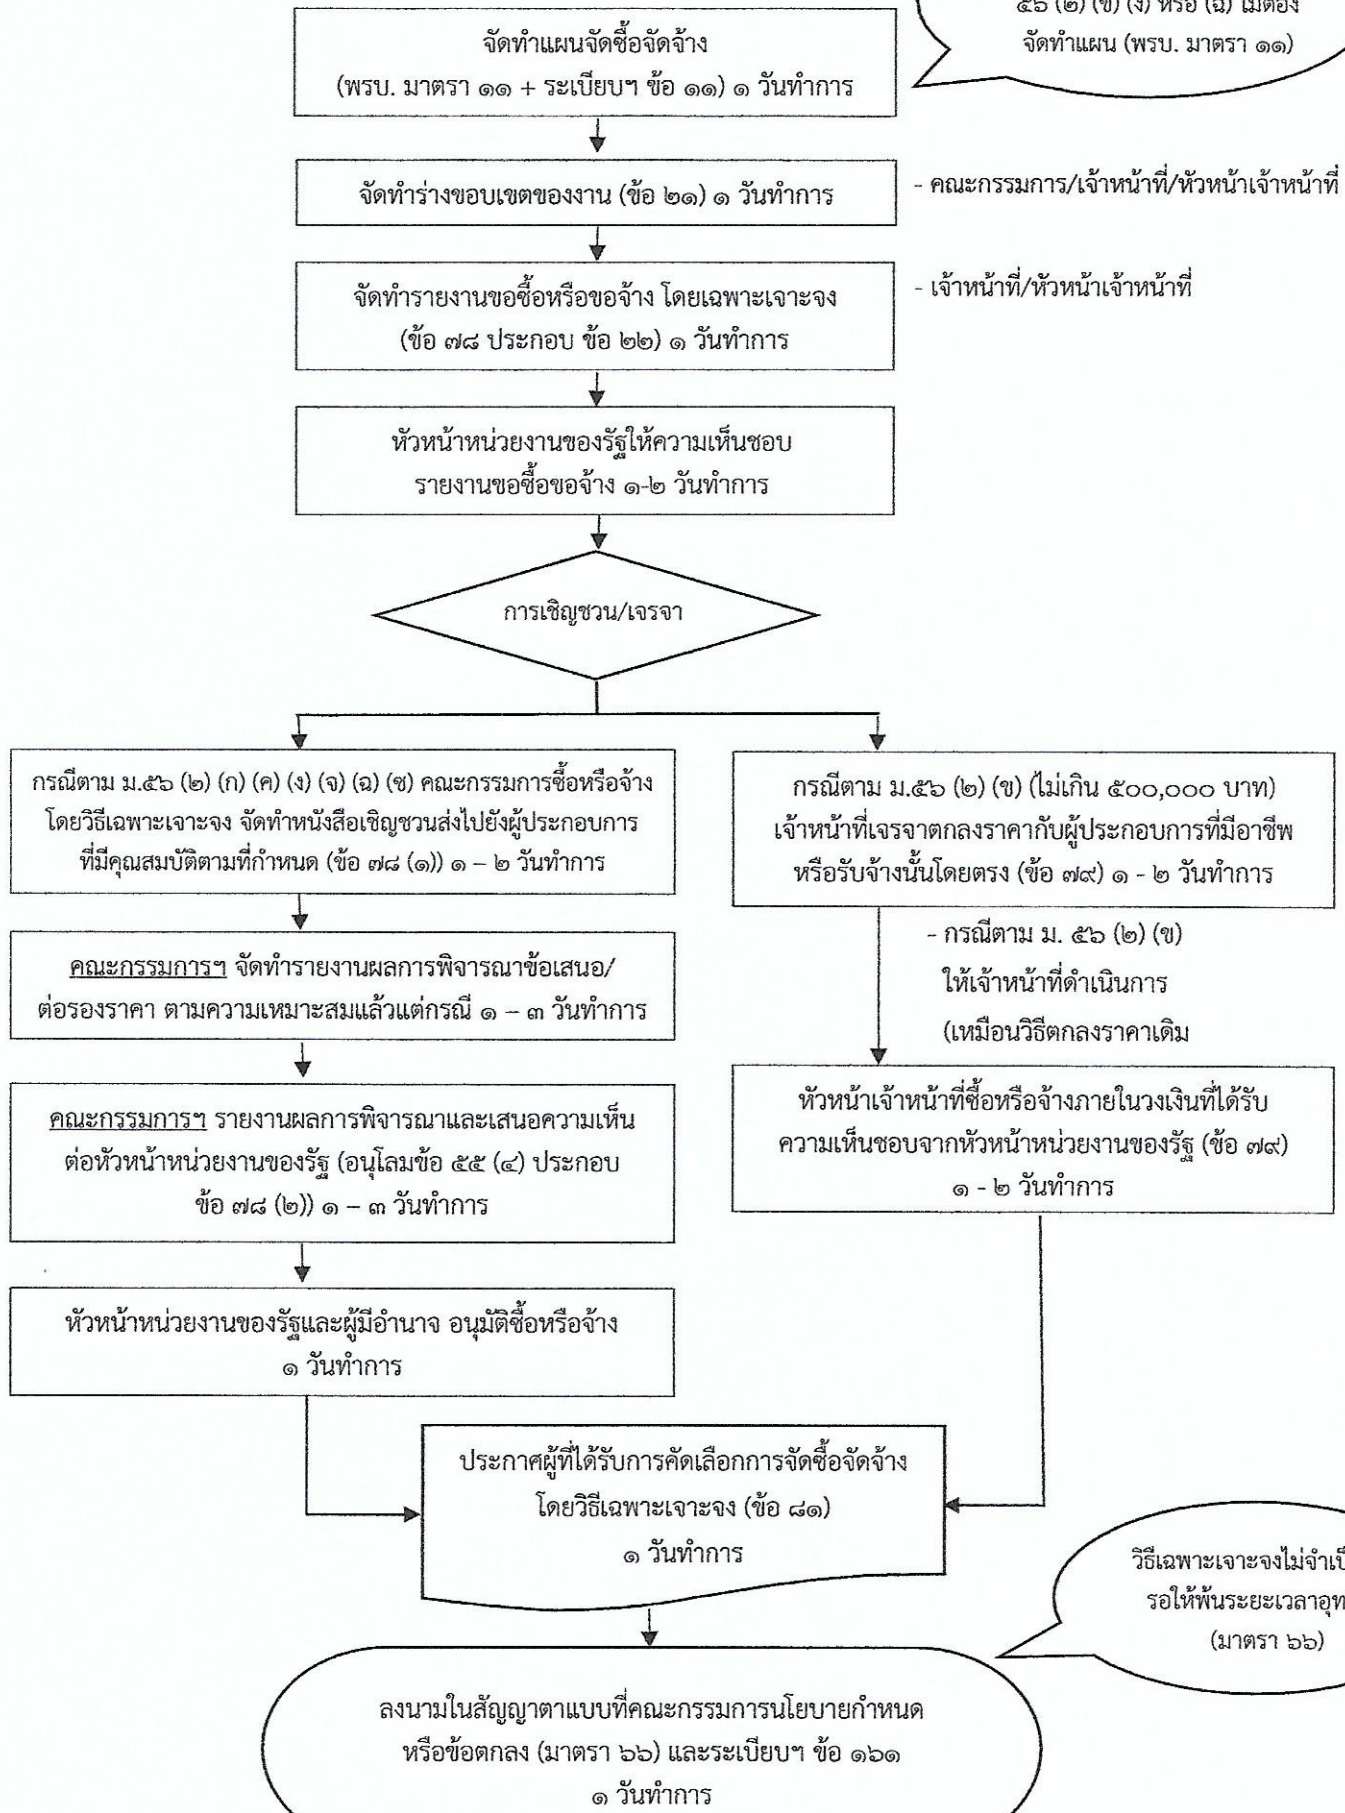 ๕๖ (๒) (ข) (ง) หรือ (ฉ) ไม่ต้อง
จัดทำแผน (พรบ. มาตรา ๑๑)
จัดทำแผนจัดซื้อจัดจ้าง
(พรบ. มาตรา ๑๑ + ระเบียบฯ ข้อ ๑๑) ๑ วันทำการ
จัดทำร่างขอบเขตของงาน (ข้อ ๒๑) ๑ วันทำการ
- คณะกรรมการ/เจ้าหน้าที่/หัวหน้าเจ้าหน้าที่
จัดทำรายงานขอซื้อหรือขอจ้าง โดยเฉพาะเจาะจง
(ข้อ ๗๘ ประกอบ ข้อ ๒๒) ๑ วันทำการ
- เจ้าหน้าที่/หัวหน้าเจ้าหน้าที่
หัวหน้าหน่วยงานของรัฐให้ความเห็นชอบ
รายงานขอซื้อขอจ้าง ๑-๒ วันทำการ
การเชิญชวน/เจรจา
กรณีตาม ม.๕๖ (๒) (ก) (ค) (ง) (จ) (ฉ) (ซ) คณะกรรมการซื้อหรือจ้าง
โดยวิธีเฉพาะเจาะจง จัดทำหนังสือเชิญชวนส่งไปยังผู้ประกอบการ
ที่มีคุณสมบัติตามที่กำหนด (ข้อ ๗๘ (๑)) ๑ – ๒ วันทำการ
คณะกรรมการฯ จัดทำรายงานผลการพิจารณาข้อเสนอ/
ต่อรองราคา ตามความเหมาะสมแล้วแต่กรณี ๑ – ๓ วันทำการ
คณะกรรมการฯ รายงานผลการพิจารณาและเสนอความเห็น
ต่อหัวหน้าหน่วยงานของรัฐ (อนุโลมข้อ ๕๕ (๔) ประกอบ
ข้อ ๗๘ (๒)) ๑ – ๓ วันทำการ
หัวหน้าหน่วยงานของรัฐและผู้มีอำนาจ อนุมัติซื้อหรือจ้าง
๑ วันทำการ
กรณีตาม ม.๕๖ (๒) (ข) (ไม่เกิน ๕๐๐,๐๐๐ บาท)
เจ้าหน้าที่เจรจาตกลงราคากับผู้ประกอบการที่มีอาชีพ
หรือรับจ้างนั้นโดยตรง (ข้อ ๗๙) ๑ - ๒ วันทำการ
- กรณีตาม ม. ๕๖ (๒) (ข)
ให้เจ้าหน้าที่ดำเนินการ
(เหมือนวิธีตกลงราคาเดิม
หัวหน้าเจ้าหน้าที่ซื้อหรือจ้างภายในวงเงินที่ได้รับ
ความเห็นชอบจากหัวหน้าหน่วยงานของรัฐ (ข้อ ๗๙)
๑ - ๒ วันทำการ
ประกาศผู้ที่ได้รับการคัดเลือกการจัดซื้อจัดจ้าง
โดยวิธีเฉพาะเจาะจง (ข้อ ๘๑)
๑ วันทำการ
วิธีเฉพาะเจาะจงไม่จำเป็
รอให้พ้นระยะเวลาอุท
(มาตรา ๖๖)
ลงนามในสัญญาตาแบบที่คณะกรรมการนโยบายกำหนด
หรือข้อตกลง (มาตรา ๖๖) และระเบียบฯ ข้อ ๑๖๑
๑ วันทำการ